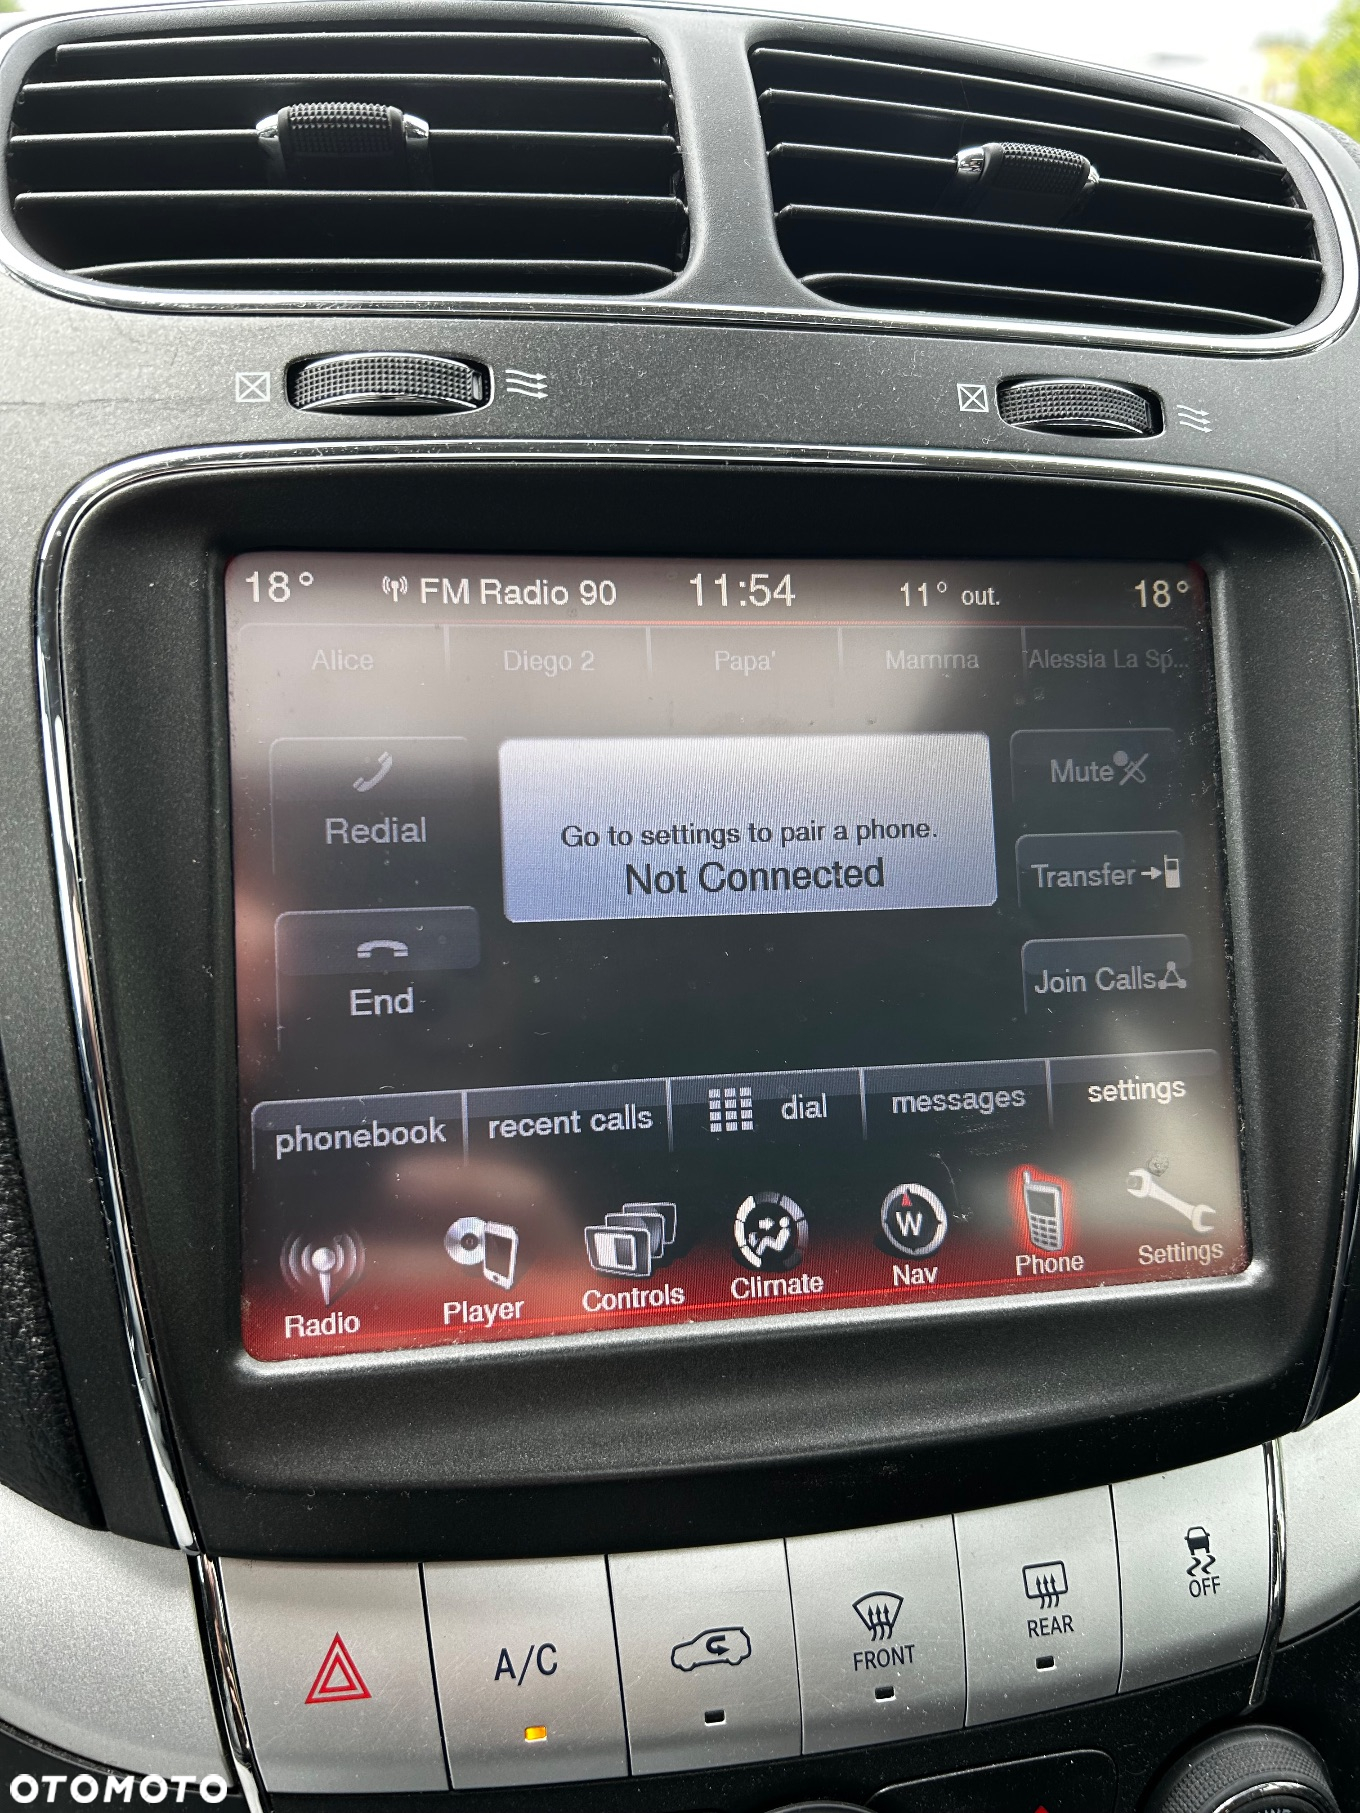 18° FM Radio 90 11:54 11° out. 18°
Alice Diego 2 Papa' Mamma Alessia La Sp...
Redial
Go to settings to pair a phone.
Not Connected
Mute
Transfer
End
Join Calls
phonebook recent calls dial messages settings
W
Radio Player Controls Climate Nav Phone Settings
A/C FRONT REAR OFF
OTOMOTO